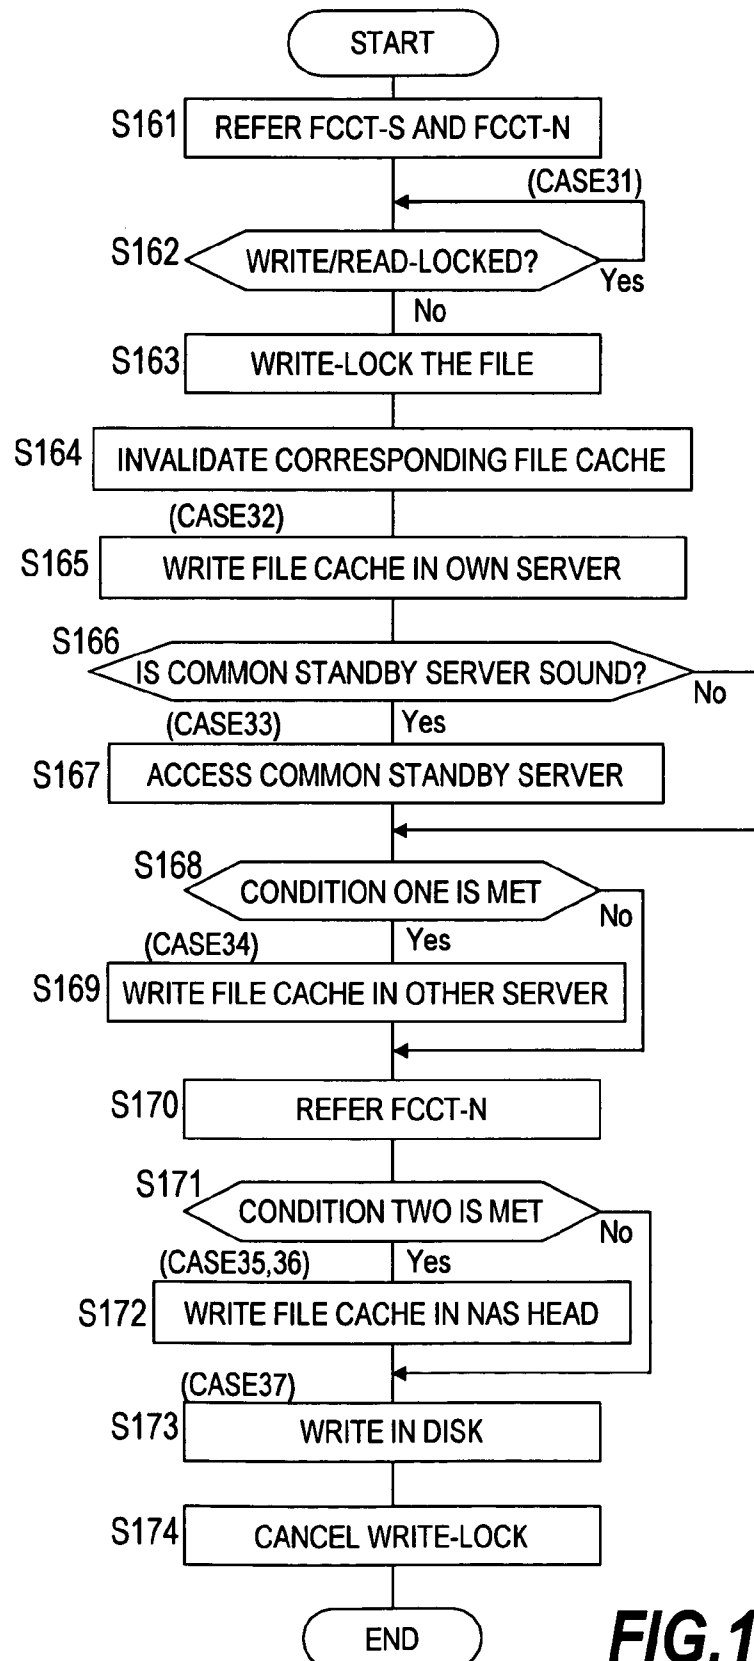 START
S161
REFER FCCT-S AND FCCT-N
(CASE31)
S162
WRITE/READ-LOCKED?
Yes
No
S163
WRITE-LOCK THE FILE
S164
INVALIDATE CORRESPONDING FILE CACHE
(CASE32)
S165
WRITE FILE CACHE IN OWN SERVER
S166
IS COMMON STANDBY SERVER SOUND?
No
(CASE33)
Yes
S167
ACCESS COMMON STANDBY SERVER
S168
CONDITION ONE IS MET
No
(CASE34)
Yes
S169
WRITE FILE CACHE IN OTHER SERVER
S170
REFER FCCT-N
S171
CONDITION TWO IS MET
No
(CASE35,36)
Yes
S172
WRITE FILE CACHE IN NAS HEAD
(CASE37)
S173
WRITE IN DISK
S174
CANCEL WRITE-LOCK
END
FIG.1